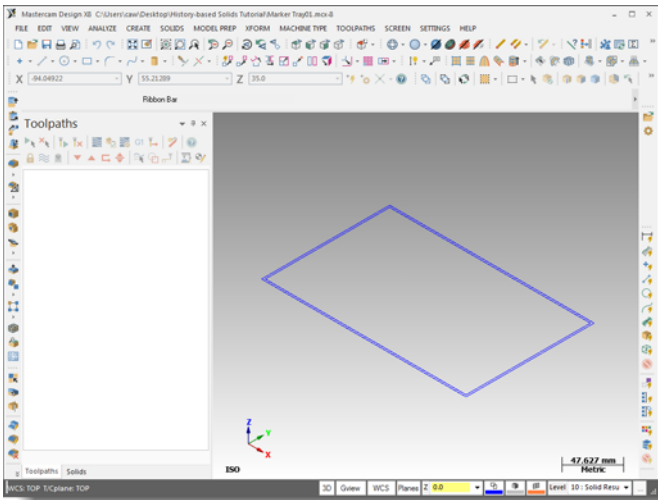 Mastercam Design X8 C:\Users\caw\Desktop\History-based Solids Tutorial\Marker Tray01.mcx-8
FILE EDIT VIEW ANALYZE CREATE SOLIDS MODEL PREP XFORM MACHINE TYPE TOOLPATHS SCREEN SETTINGS HELP
X -94.04922 Y 55.21209 Z 35.0
Ribbon Bar
Toolpaths
Z
Y
X
ISO
47.627 mm
Metric
Toolpaths Solids
WCS: TOP T/Cplane: TOP 3D Gview WCS Planes Z 0.0 Level 10 : Solid Resu